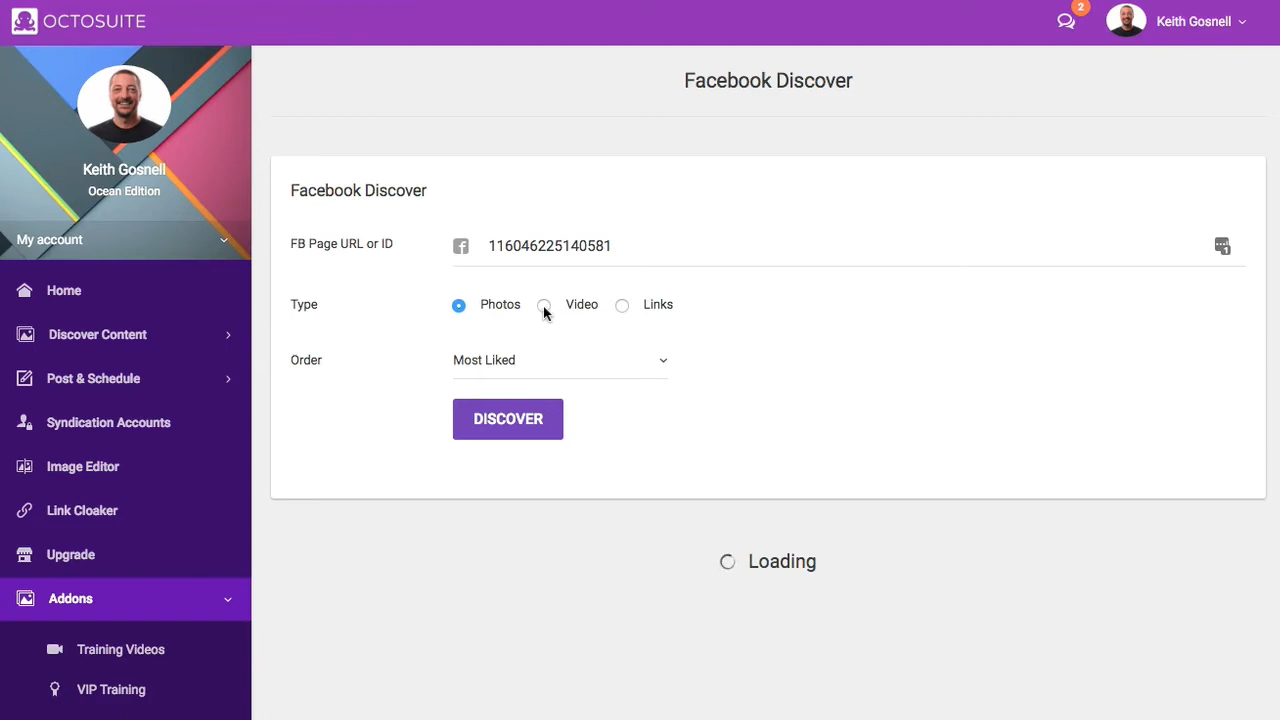 OCTOSUITE
2
Keith Gosnell
Keith Gosnell
Ocean Edition
My account
Home
Discover Content
Post & Schedule
Syndication Accounts
Image Editor
Link Cloaker
Upgrade
Addons
Training Videos
VIP Training
Facebook Discover
Facebook Discover
FB Page URL or ID
116046225140581
1
Type
Photos Video Links
Order
Most Liked
DISCOVER
Loading